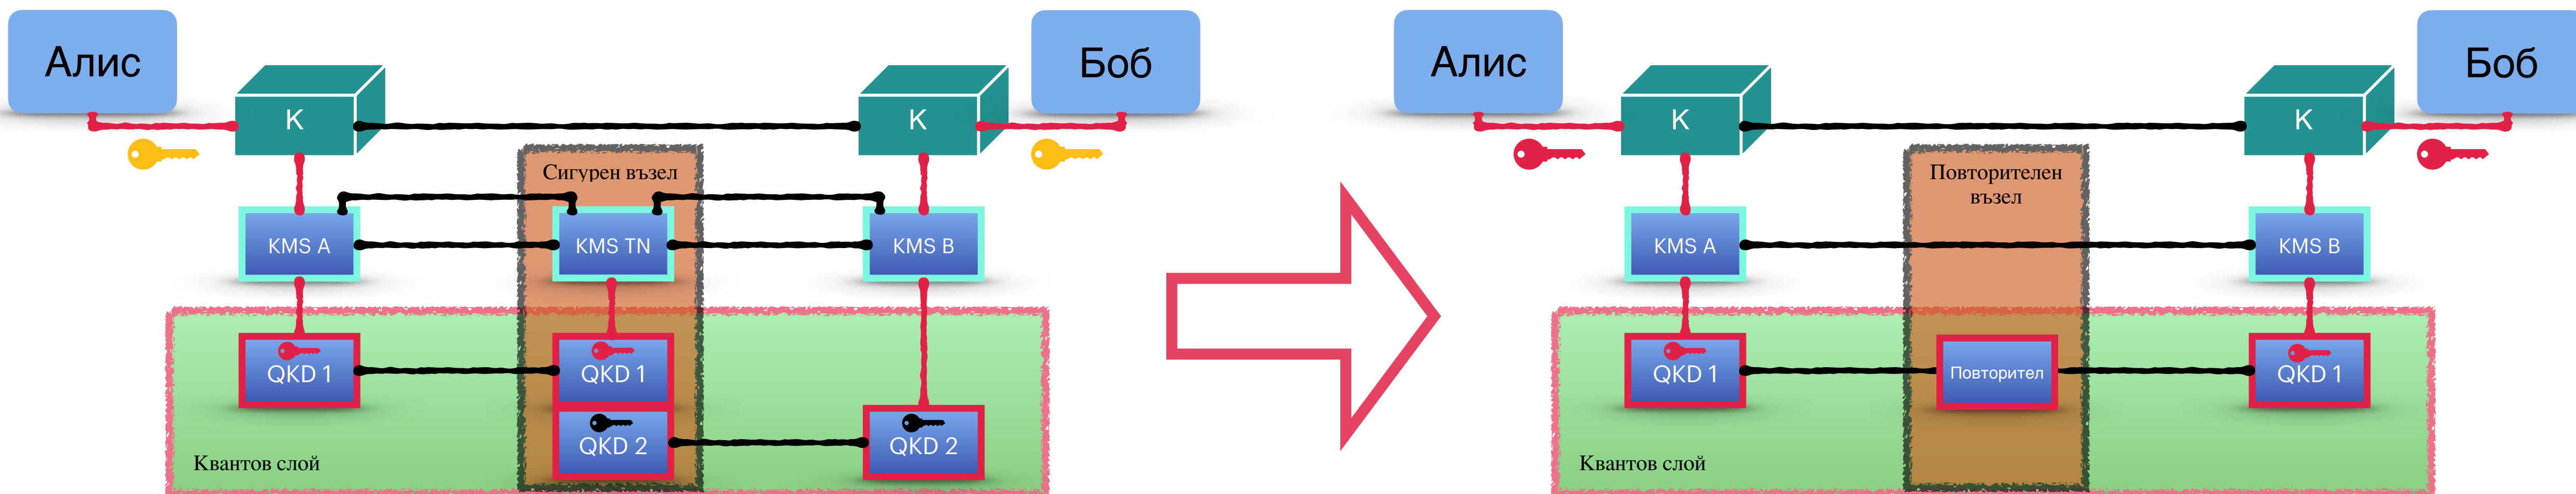 Алис
Боб
K
K
Сигурен възел
KMS A
KMS TN
KMS B
QKD 1
QKD 1
QKD 2
QKD 2
Квантов слой
Алис
Боб
K
K
Повторителен
възел
KMS A
KMS B
QKD 1
Повторител
QKD 1
Квантов слой